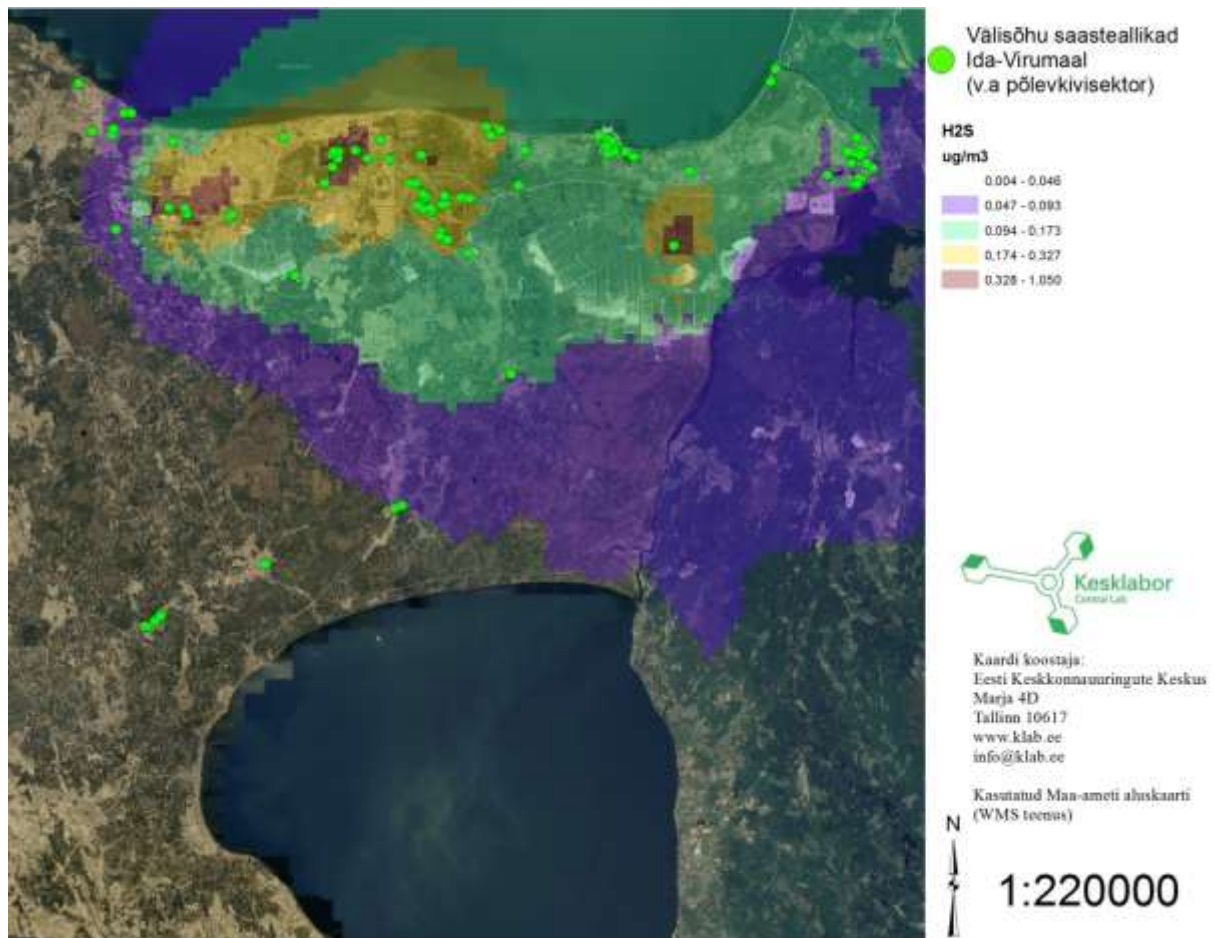 Välisõhu saasteallikad
Ida-Virumaal
(v.a põlevkivisektor)
H2S
ug/m3
0.004 - 0.046
0,047 - 0,093
0.094 - 0,173
0,174 - 0,327
0,328 - 1,050
Kesklabor
Central Lab
Kaardi koostaja:
Eesti Keskkonnauuringute Keskus
Marja 4D
Tallinn 10617
www.klab.ee
info@klab.ee
Kasutatud Maa-ameti aluskaarti
(WMS teenus)
N
1:220000